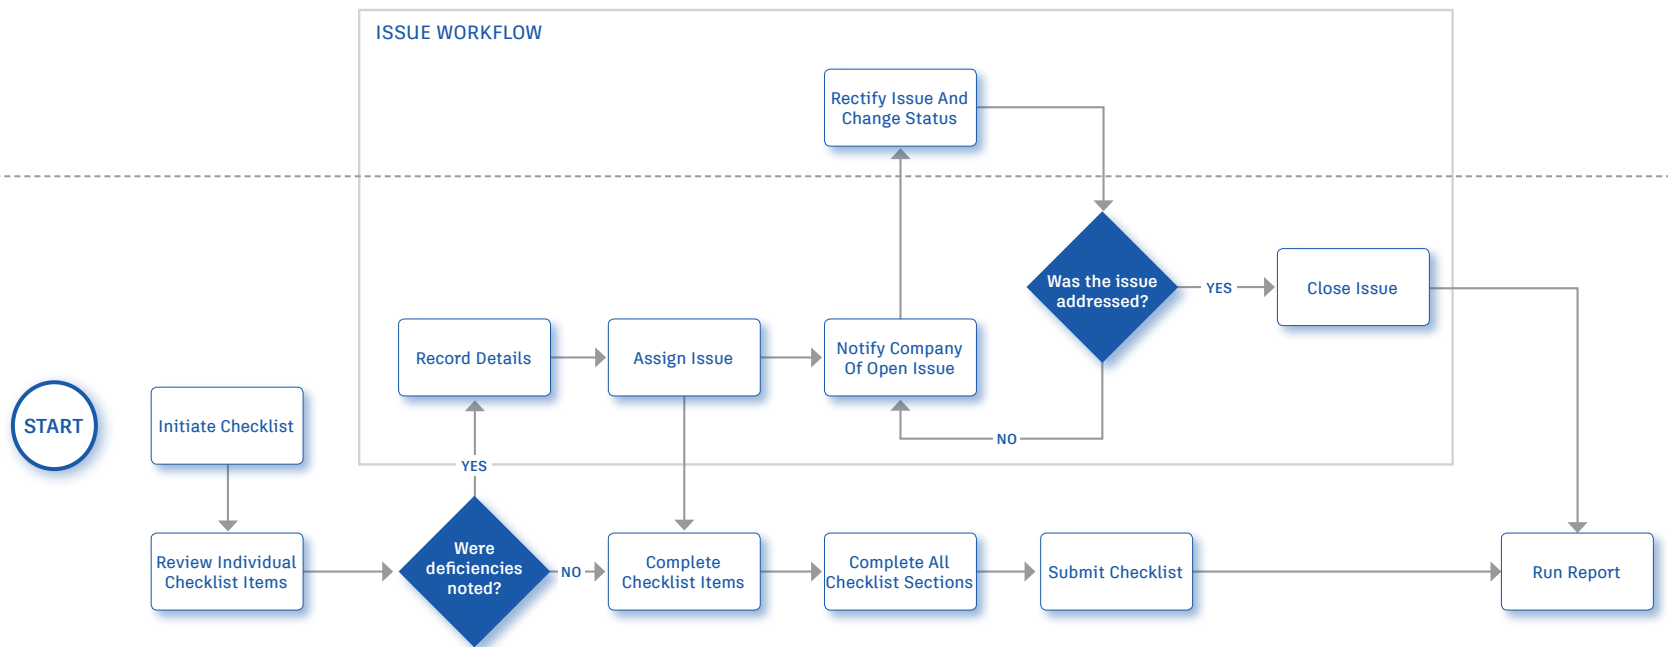 ISSUE WORKFLOW
Rectify Issue And
Change Status
Was the issue
addressed?
YES
Close Issue
Record Details
Assign Issue
Notify Company
Of Open Issue
NO
START
Initiate Checklist
YES
Review Individual
Checklist Items
Were
deficiencies
noted?
NO
Complete
Checklist Items
Complete All
Checklist Sections
Submit Checklist
Run Report